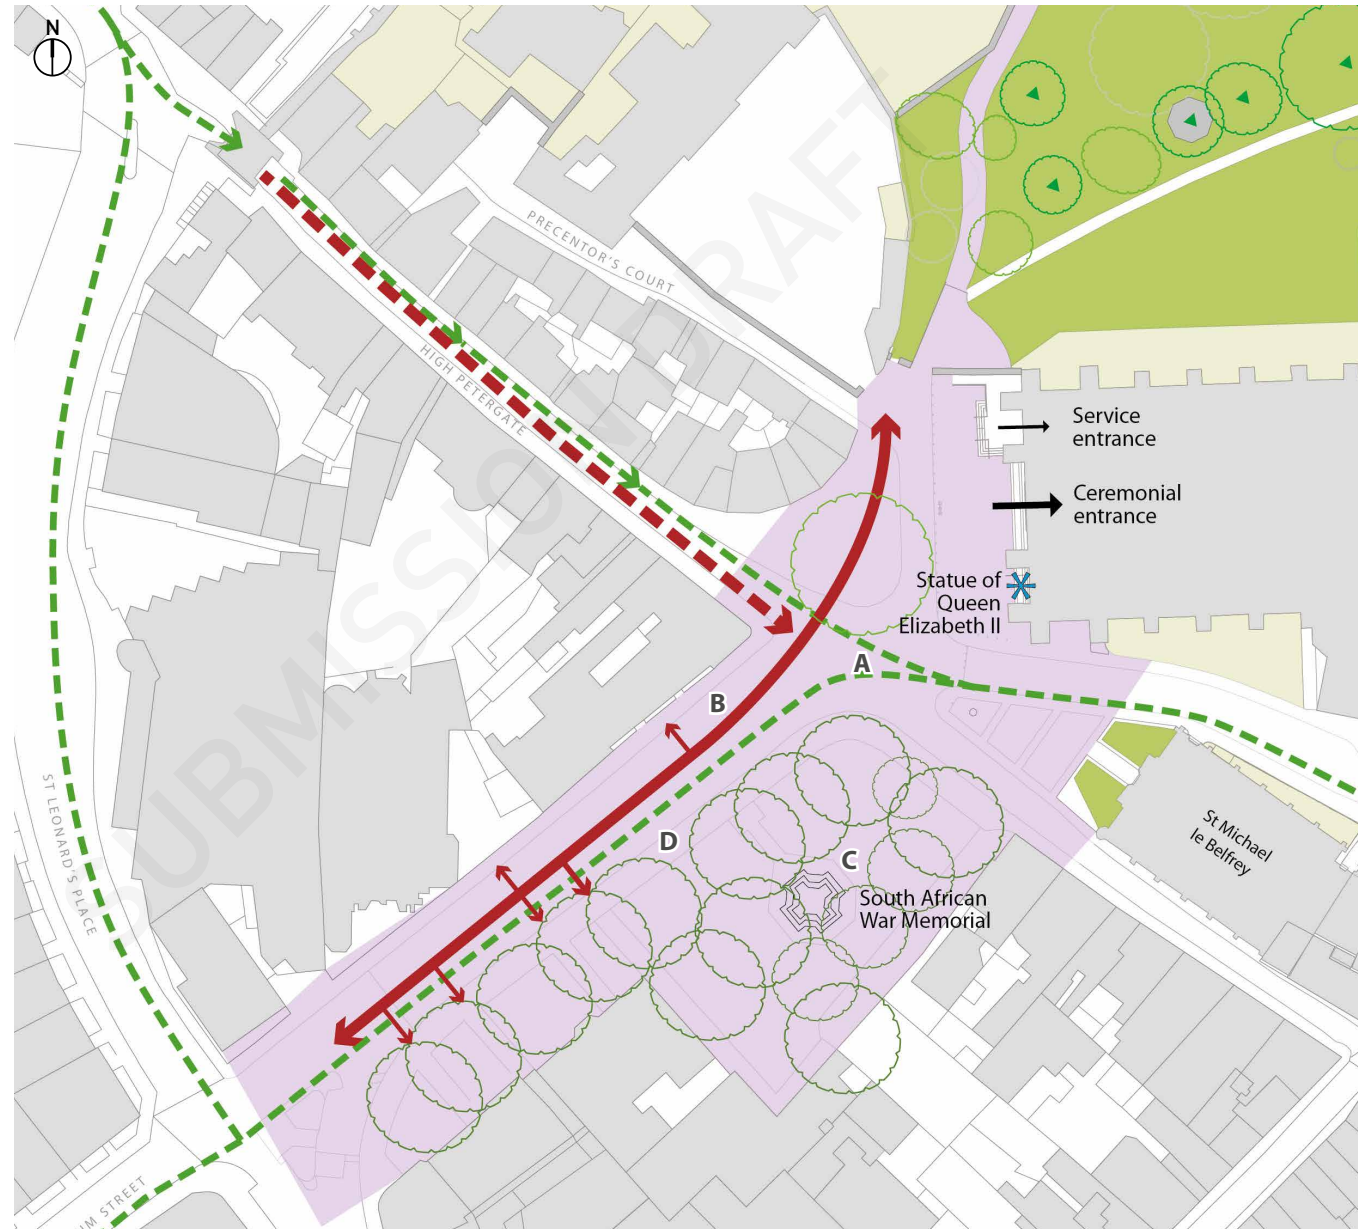 N
PRECENTOR'S COURT
HIGH PETERGATE
Service
entrance
Ceremonial
entrance
Statue of
Queen
Elizabeth II
A
B
D
C
South African
War Memorial
St Michael
le Belfrey
ST LEONARD'S PLACE
STREET
SUBMISSION DRAFT